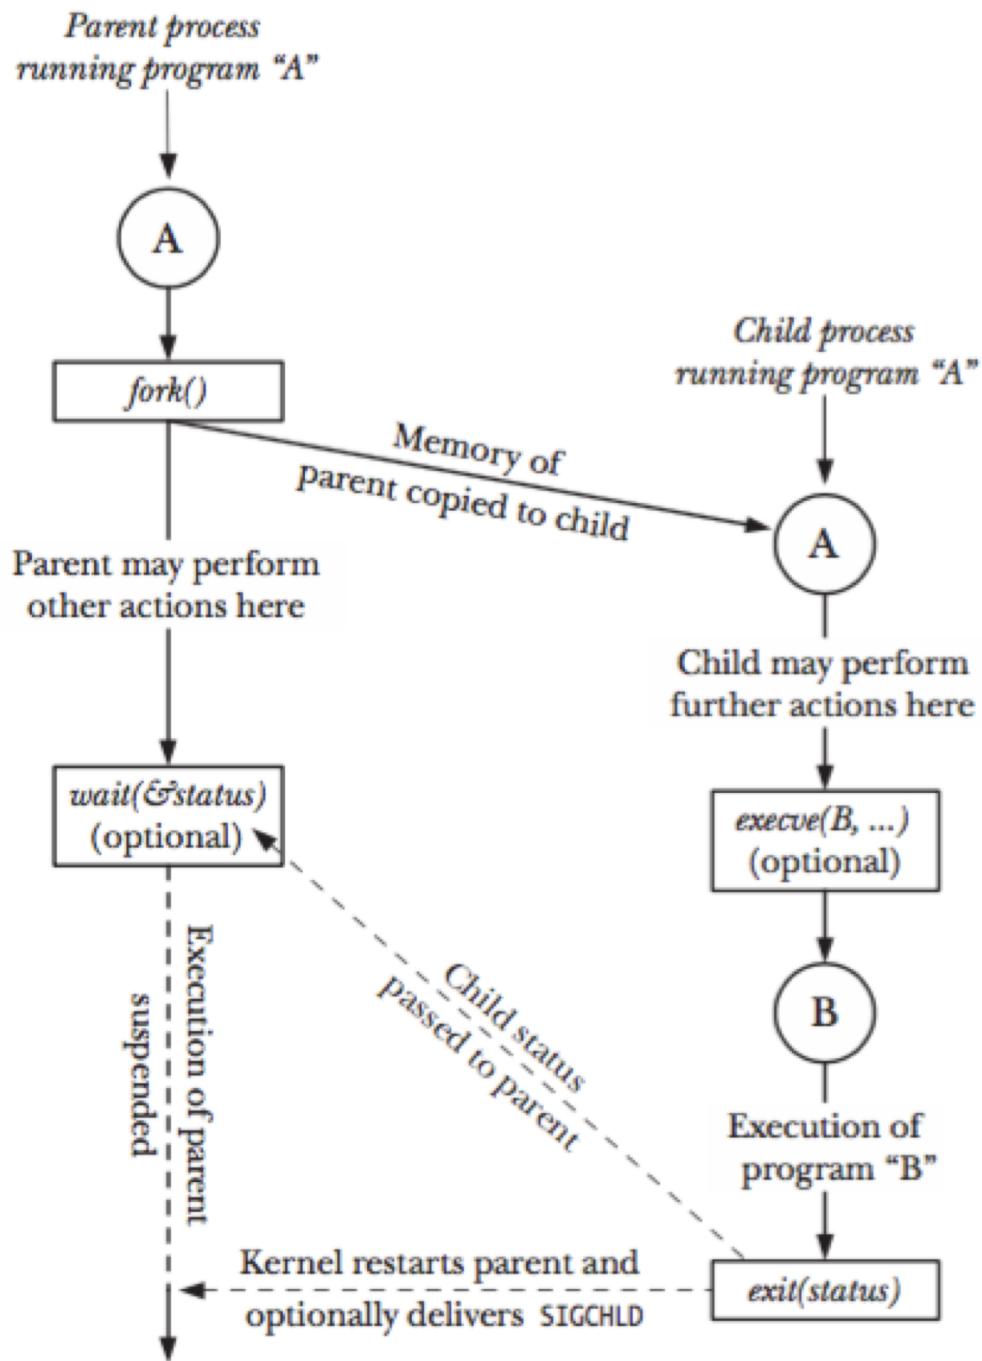 Parent process
running program “A”
A
fork()
Child process
running program “A”
Memory of
parent copied to child
A
Parent may perform
other actions here
Child may perform
further actions here
wait(&status)
(optional)
execve(B, ...)
(optional)
B
Execution of parent
suspended
Child status
passed to parent
Execution of
program “B”
Kernel restarts parent and
optionally delivers SIGCHLD
exit(status)